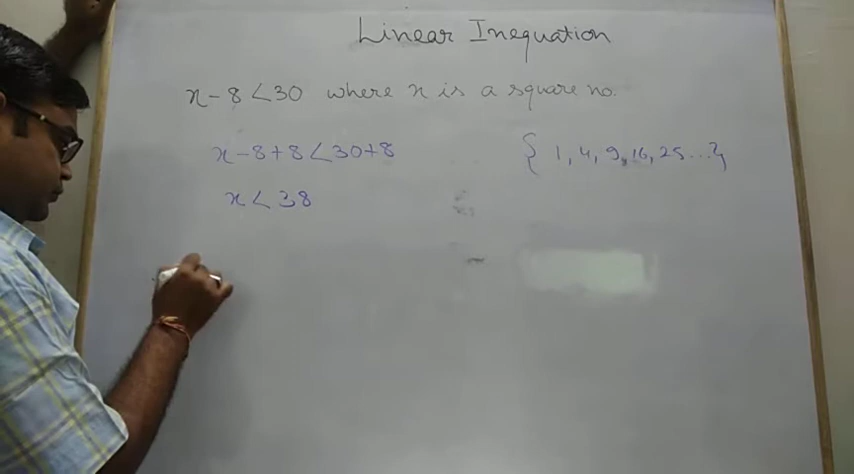 Linear Inequation
x - 8 < 30 where x is a square no.
x - 8 + 8 < 30 + 8
{ 1, 4, 9, 16, 25 ... }
x < 38